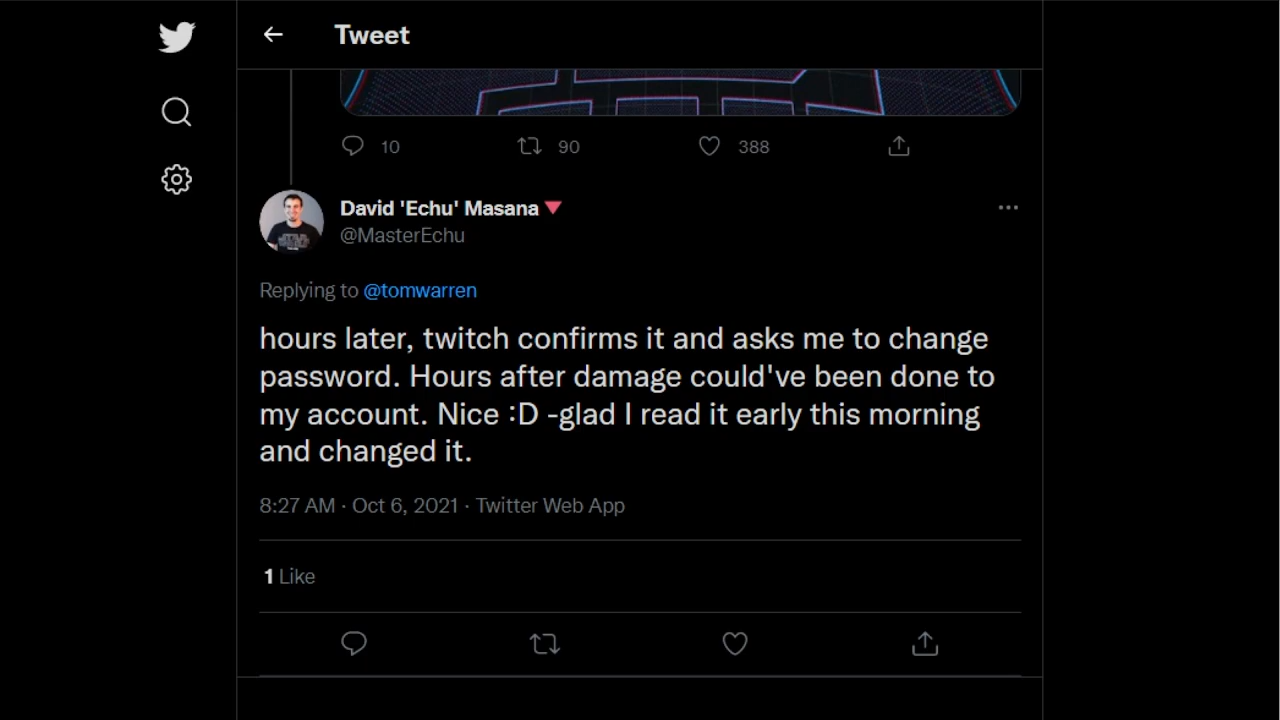 Tweet
10 90 388
David 'Echu' Masana
@MasterEchu
Replying to @tomwarren
hours later, twitch confirms it and asks me to change
password. Hours after damage could've been done to
my account. Nice :D -glad I read it early this morning
and changed it.
8:27 AM · Oct 6, 2021 · Twitter Web App
1 Like